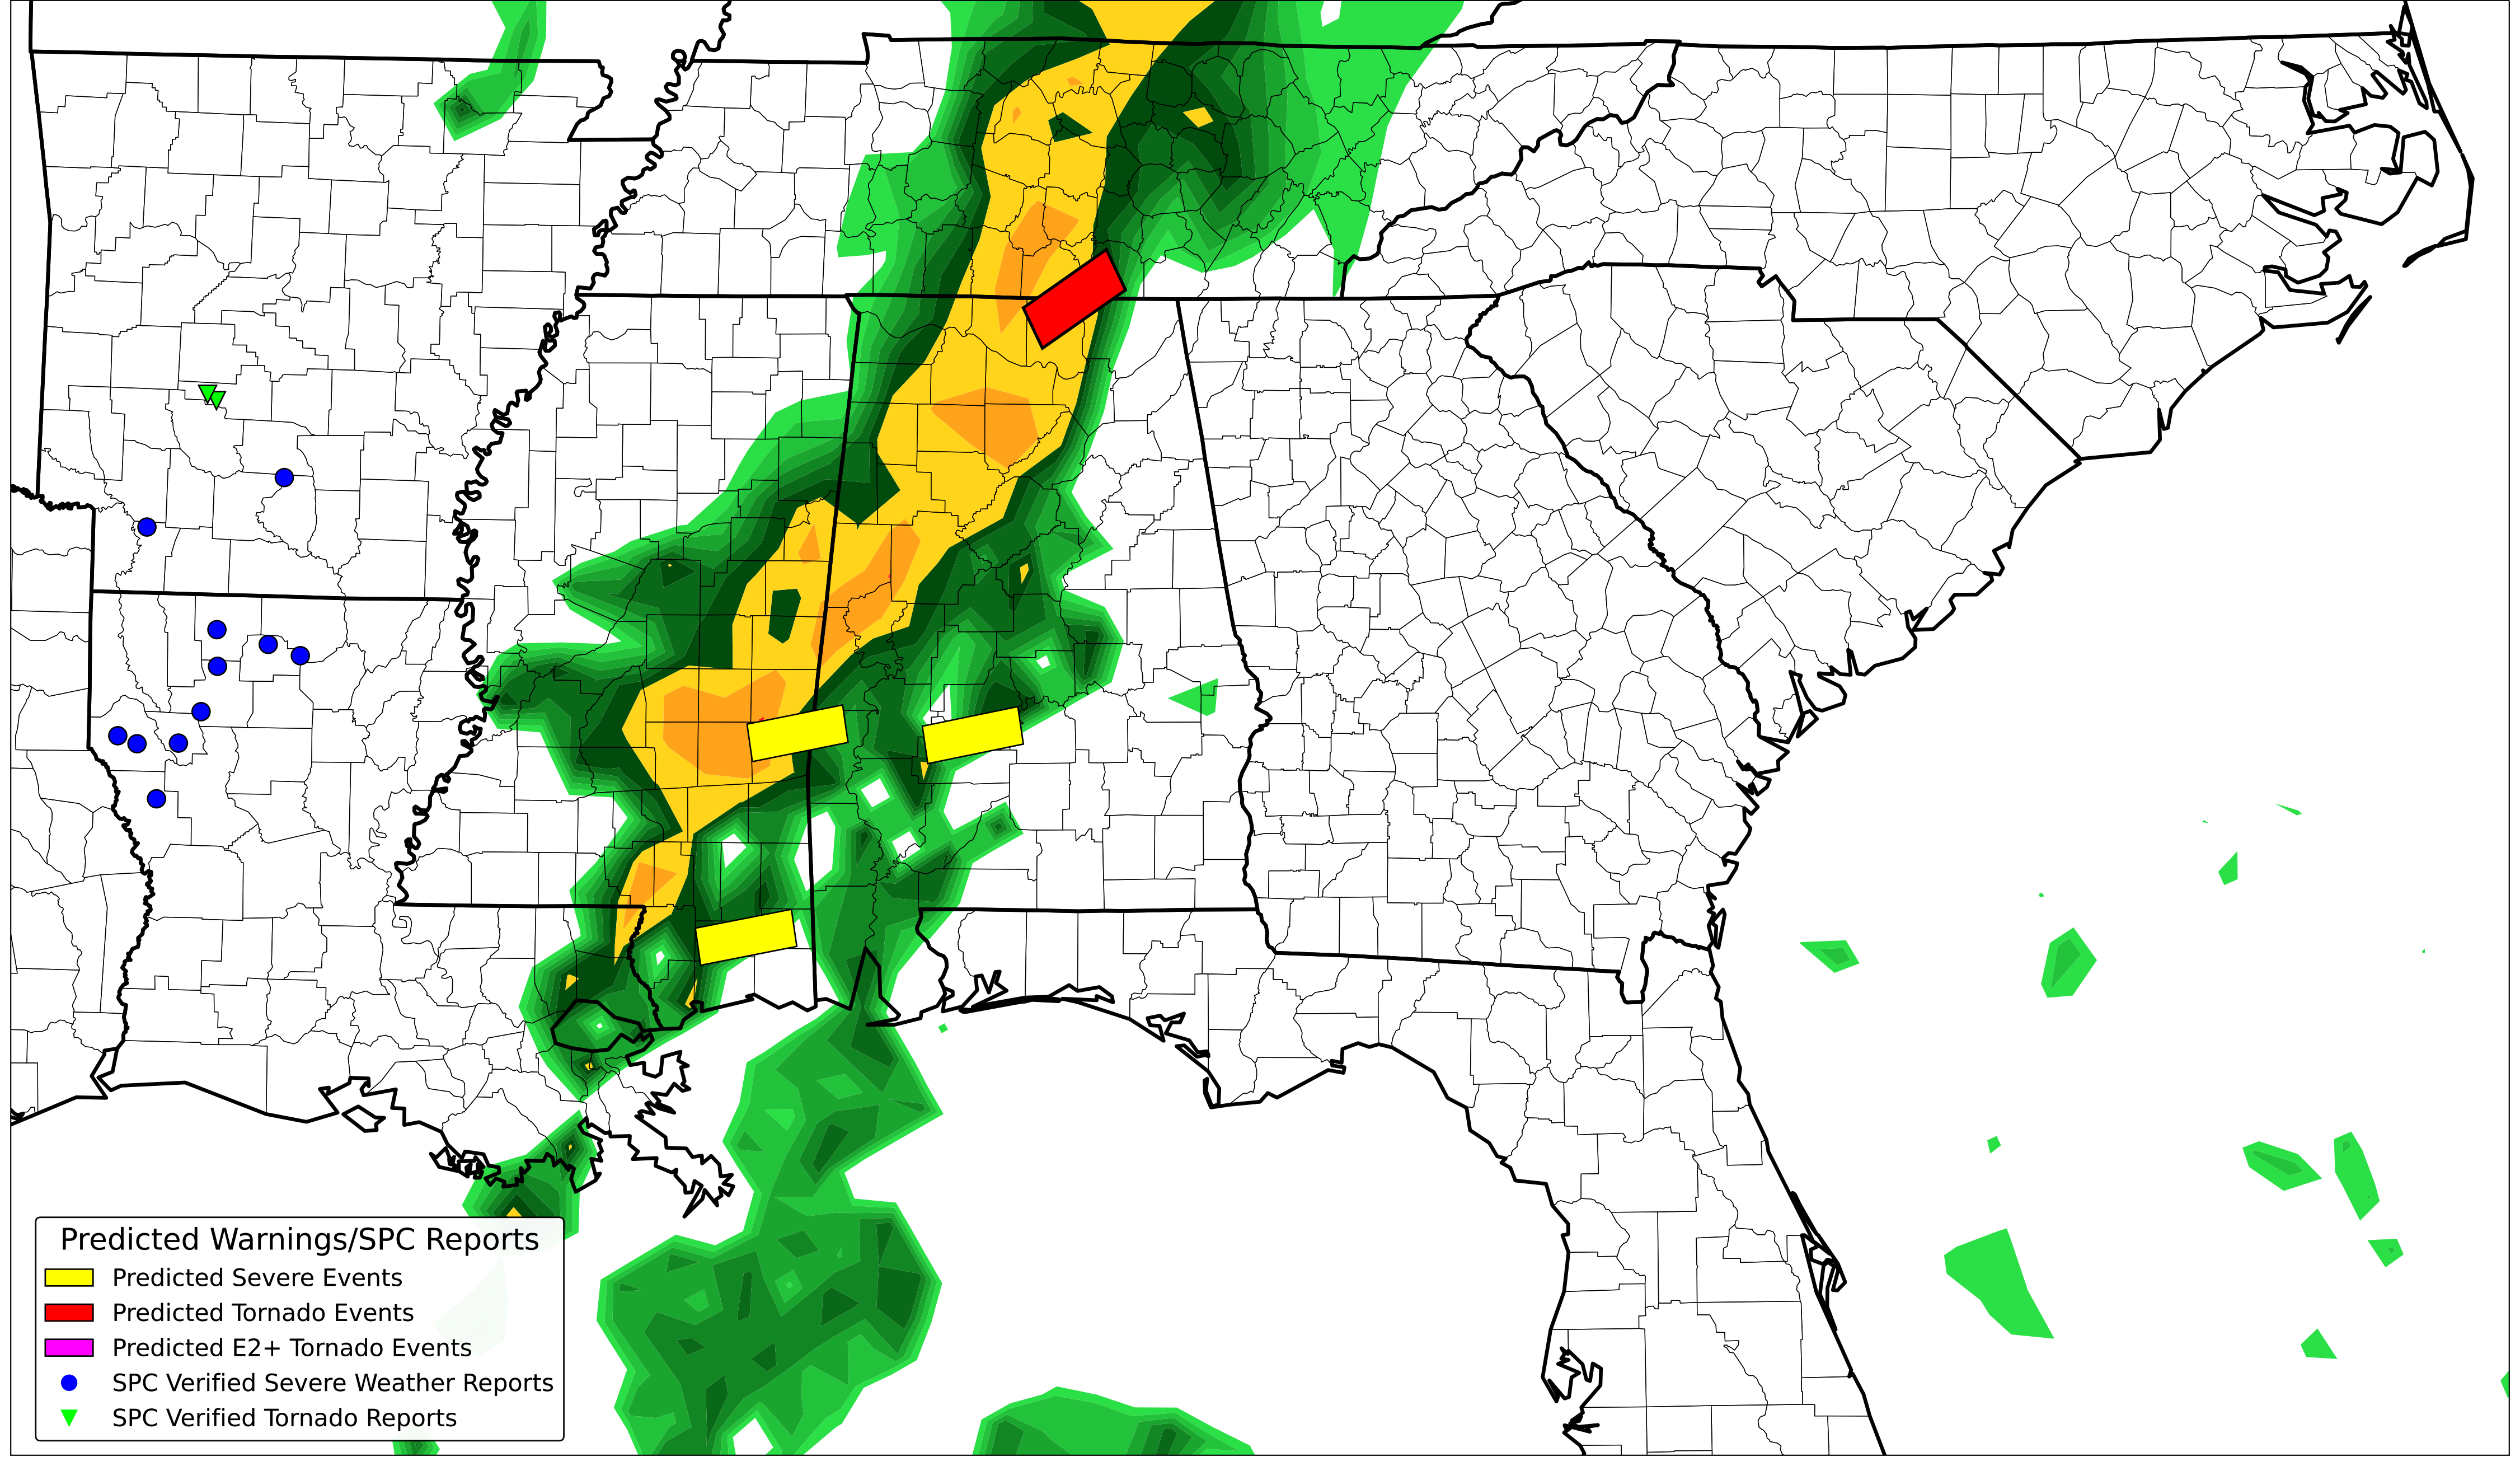 Predicted Warnings/SPC Reports
Predicted Severe Events
Predicted Tornado Events
Predicted E2+ Tornado Events
SPC Verified Severe Weather Reports
SPC Verified Tornado Reports